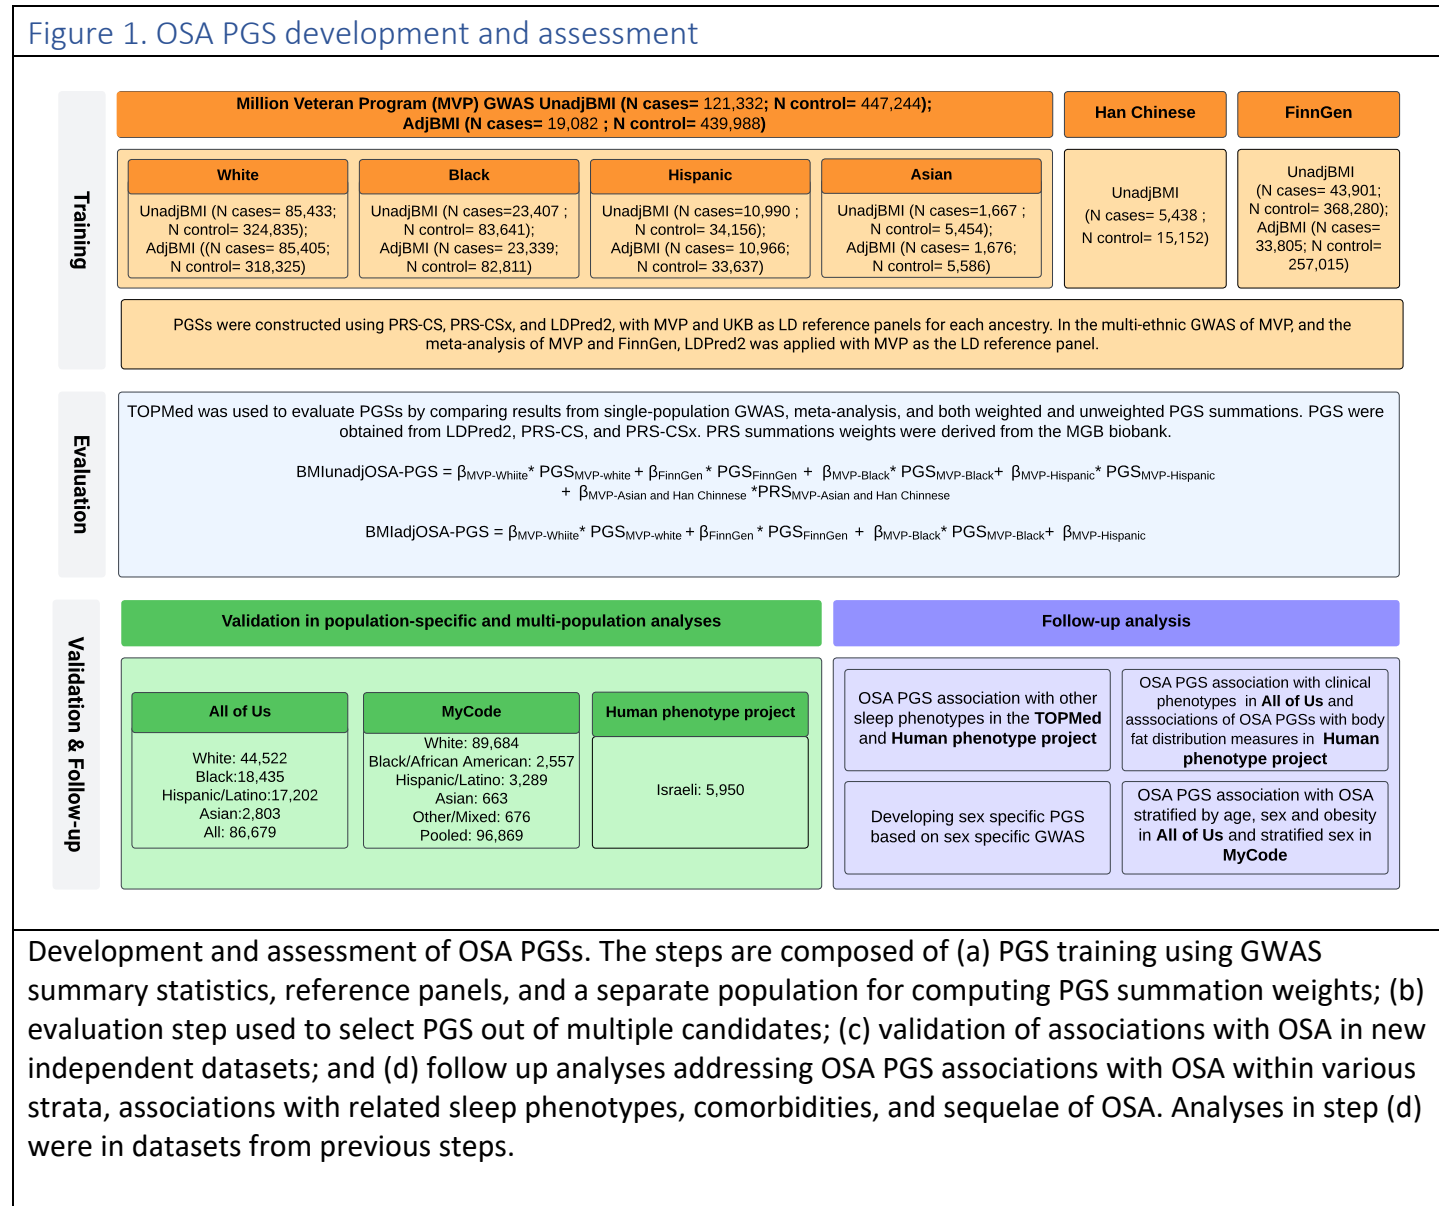 Figure 1. OSA PGS development and assessment
Training
Million Veteran Program (MVP) GWAS UnadjBMI (N cases= 121,332; N control= 447,244);
AdjBMI (N cases= 19,082 ; N control= 439,988)
White
UnadjBMI (N cases= 85,433;
N control= 324,835);
AdjBMI ((N cases= 85,405;
N control= 318,325)
Black
UnadjBMI (N cases=23,407 ;
N control= 83,641);
AdjBMI (N cases= 23,339;
N control= 82,811)
Hispanic
UnadjBMI (N cases=10,990 ;
N control= 34,156);
AdjBMI (N cases= 10,966;
N control= 33,637)
Asian
UnadjBMI (N cases=1,667 ;
N control= 5,454);
AdjBMI (N cases= 1,676;
N control= 5,586)
Han Chinese
UnadjBMI
(N cases= 5,438 ;
N control= 15,152)
FinnGen
UnadjBMI
(N cases= 43,901;
N control= 368,280);
AdjBMI (N cases=
33,805; N control=
257,015)
PGSs were constructed using PRS-CS, PRS-CSx, and LDPred2, with MVP and UKB as LD reference panels for each ancestry. In the multi-ethnic GWAS of MVP, and the
meta-analysis of MVP and FinnGen, LDPred2 was applied with MVP as the LD reference panel.
Evaluation
TOPMed was used to evaluate PGSs by comparing results from single-population GWAS, meta-analysis, and both weighted and unweighted PGS summations. PGS were
obtained from LDPred2, PRS-CS, and PRS-CSx. PRS summations weights were derived from the MGB biobank.
BMIunadjOSA-PGS = βMVP-Whiite* PGSMVP-white + βFinnGen * PGSFinnGen + βMVP-Black* PGSMVP-Black+ βMVP-Hispanic* PGSMVP-Hispanic
+ βMVP-Asian and Han Chinnese *PRSMVP-Asian and Han Chinnese
BMIadjOSA-PGS = βMVP-Whiite* PGSMVP-white + βFinnGen * PGSFinnGen + βMVP-Black* PGSMVP-Black+ βMVP-Hispanic
Validation & Follow-up
Validation in population-specific and multi-population analyses
All of Us
White: 44,522
Black:18,435
Hispanic/Latino:17,202
Asian:2,803
All: 86,679
MyCode
White: 89,684
Black/African American: 2,557
Hispanic/Latino: 3,289
Asian: 663
Other/Mixed: 676
Pooled: 96,869
Human phenotype project
Israeli: 5,950
Follow-up analysis
OSA PGS association with other
sleep phenotypes in the TOPMed
and Human phenotype project
OSA PGS association with clinical
phenotypes in All of Us and
asssociations of OSA PGSs with body
fat distribution measures in Human
phenotype project
Developing sex specific PGS
based on sex specific GWAS
OSA PGS association with OSA
stratified by age, sex and obesity
in All of Us and stratified sex in
MyCode
Development and assessment of OSA PGSs. The steps are composed of (a) PGS training using GWAS
summary statistics, reference panels, and a separate population for computing PGS summation weights; (b)
evaluation step used to select PGS out of multiple candidates; (c) validation of associations with OSA in new
independent datasets; and (d) follow up analyses addressing OSA PGS associations with OSA within various
strata, associations with related sleep phenotypes, comorbidities, and sequelae of OSA. Analyses in step (d)
were in datasets from previous steps.